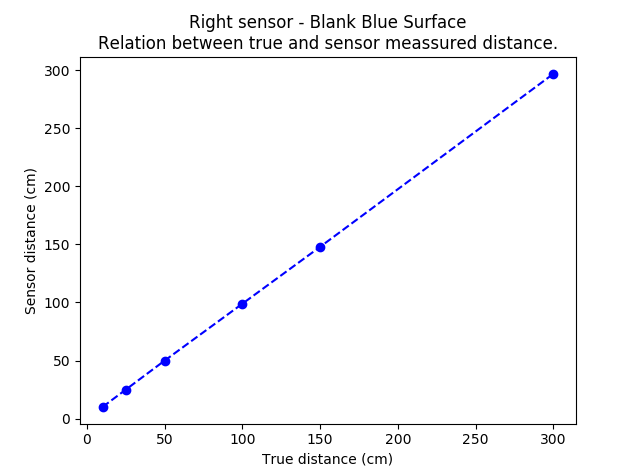 Right sensor - Blank Blue Surface
Relation between true and sensor meassured distance.
300
250
200
150
100
50
0
Sensor distance (cm)
0 50 100 150 200 250 300
True distance (cm)